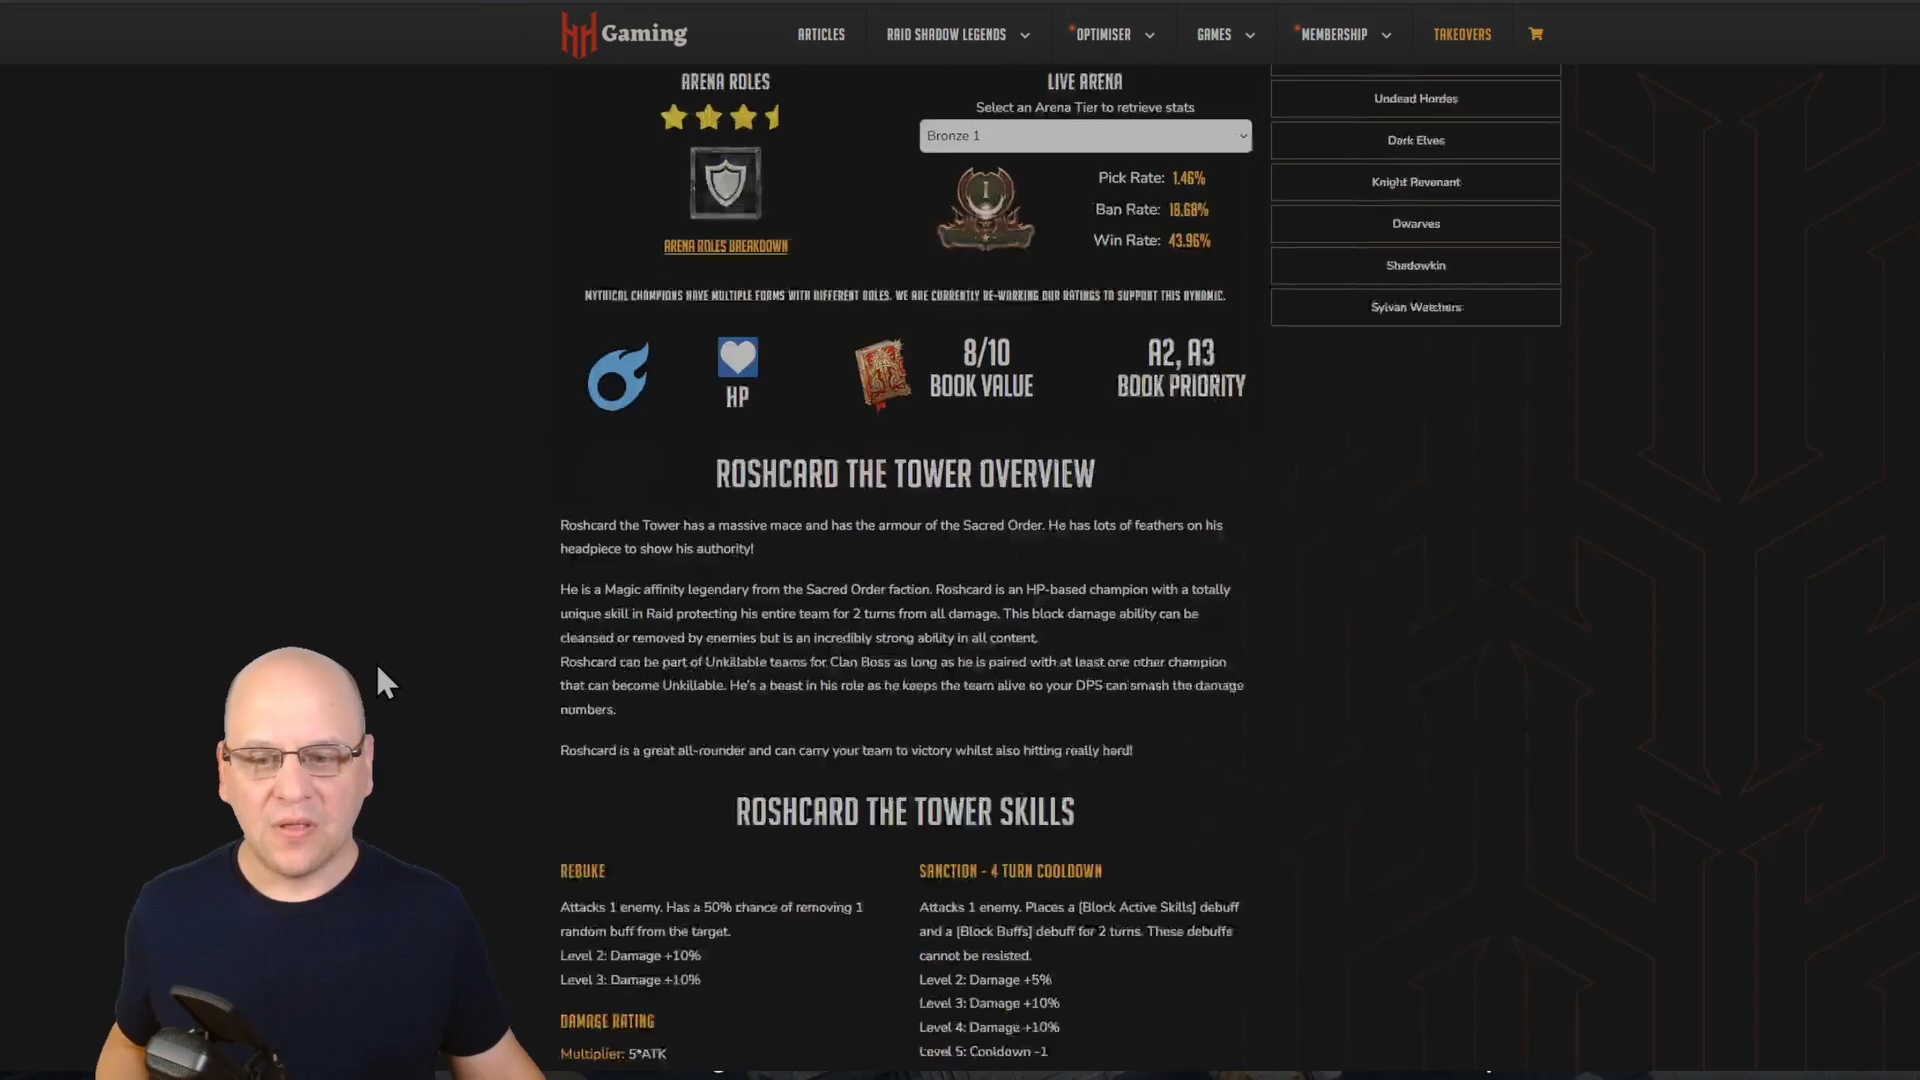 HH Gaming
ARTICLES
RAID SHADOW LEGENDS
*OPTIMISER
GAMES
*MEMBERSHIP
TAKEOVERS
ARENA ROLES
ARENA ROLES BREAKDOWN
LIVE ARENA
Select an Arena Tier to retrieve stats
Bronze 1
I
Pick Rate: 1.46%
Ban Rate: 18.68%
Win Rate: 43.96%
Undead Hordes
Dark Elves
Knight Revenant
Dwarves
Shadowkin
Sylvan Watchers
MYTHICAL CHAMPIONS HAVE MULTIPLE FORMS WITH DIFFERENT ROLES. WE ARE CURRENTLY RE-WORKING OUR RATINGS TO SUPPORT THIS DYNAMIC.
HP
8/10
BOOK VALUE
A2, A3
BOOK PRIORITY
ROSHCARD THE TOWER OVERVIEW
Roshcard the Tower has a massive mace and has the armour of the Sacred Order. He has lots of feathers on his
headpiece to show his authority!
He is a Magic affinity legendary from the Sacred Order faction. Roshcard is an HP-based champion with a totally
unique skill in Raid protecting his entire team for 2 turns from all damage. This block damage ability can be
cleansed or removed by enemies but is an incredibly strong ability in all content.
Roshcard can be part of Unkillable teams for Clan Boss as long as he is paired with at least one other champion
that can become Unkillable. He's a beast in his role as he keeps the team alive so your DPS can smash the damage
numbers.
Roshcard is a great all-rounder and can carry your team to victory whilst also hitting really hard!
ROSHCARD THE TOWER SKILLS
REBUKE
Attacks 1 enemy. Has a 50% chance of removing 1
random buff from the target.
Level 2: Damage +10%
Level 3: Damage +10%
DAMAGE RATING
Multiplier: 5*ATK
SANCTION - 4 TURN COOLDOWN
Attacks 1 enemy. Places a [Block Active Skills] debuff
and a [Block Buffs] debuff for 2 turns. These debuffs
cannot be resisted.
Level 2: Damage +5%
Level 3: Damage +10%
Level 4: Damage +10%
Level 5: Cooldown -1